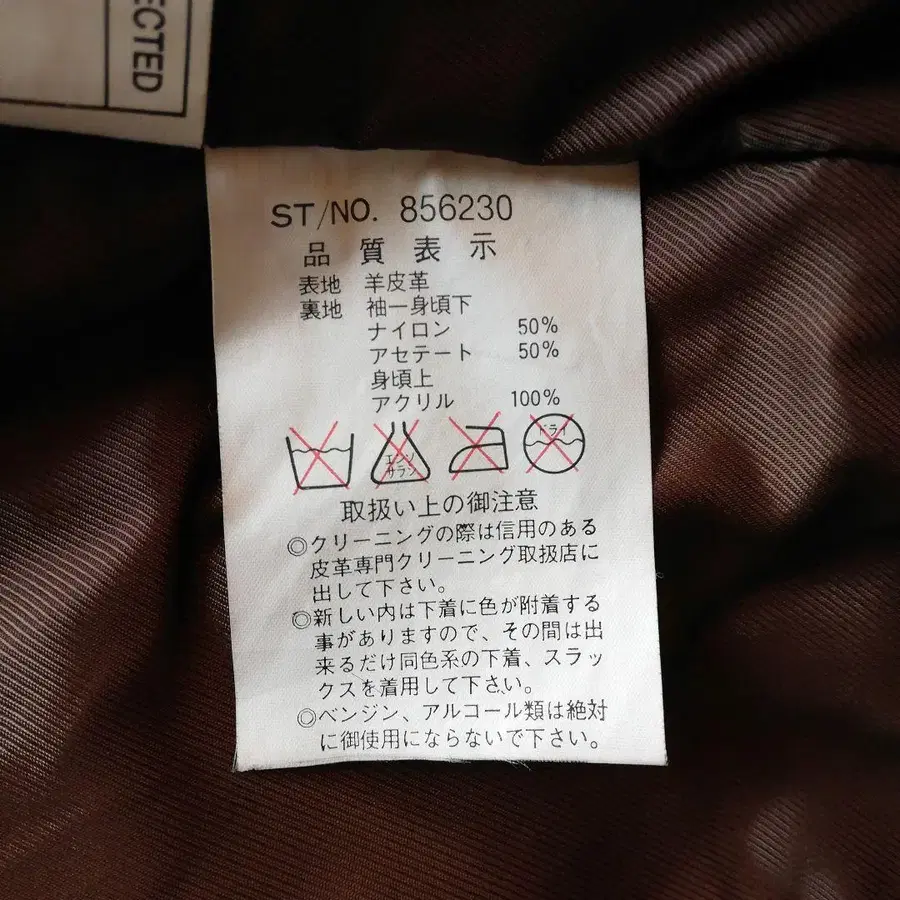 ECTED
ST/NO. 856230
品質表示
表地 羊皮革
裏地 袖一身頃下
ナイロン 50%
アセテート 50%
身頃上
アクリル 100%
エンソ
サラシ
ドライ
取扱い上の御注意
◎クリーニングの際は信用のある
皮革専門クリーニング取扱店に
出して下さい。
◎新しい内は下着に色が附着する
事がありますので、その間は出
来るだけ同色系の下着、スラッ
クスを着用して下さい。
◎ベンジン、アルコール類は絶対
に御使用にならないで下さい。